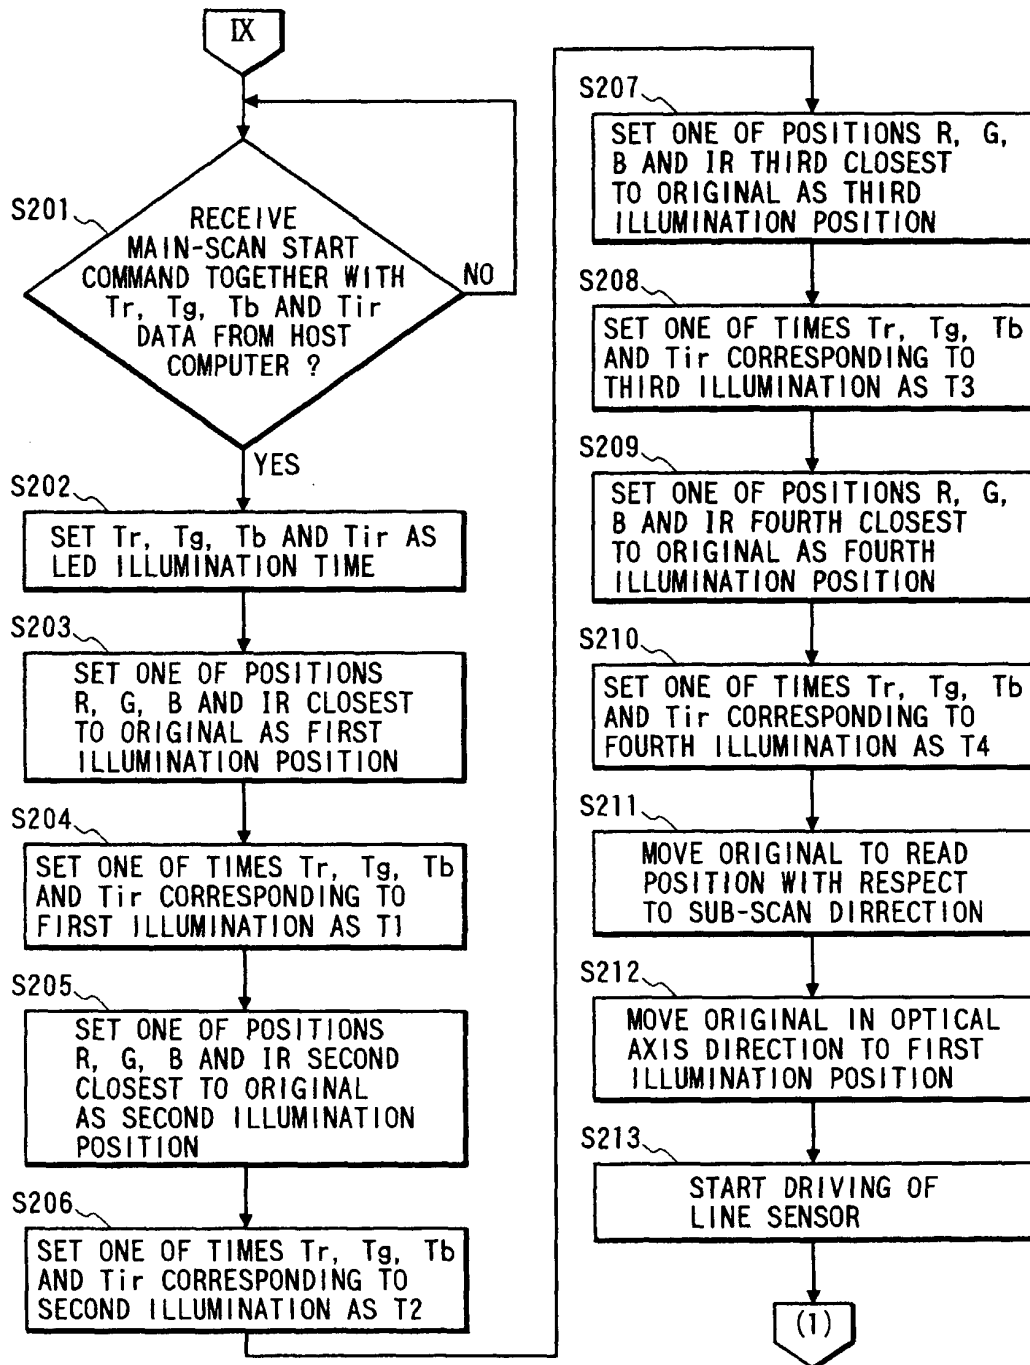 IX
S201
RECEIVE
MAIN-SCAN START
COMMAND TOGETHER WITH
Tr, Tg, Tb AND Tir
DATA FROM HOST
COMPUTER ?
NO
YES
S202
SET Tr, Tg, Tb AND Tir AS
LED ILLUMINATION TIME
S203
SET ONE OF POSITIONS
R, G, B AND IR CLOSEST
TO ORIGINAL AS FIRST
ILLUMINATION POSITION
S204
SET ONE OF TIMES Tr, Tg, Tb
AND Tir CORRESPONDING TO
FIRST ILLUMINATION AS T1
S205
SET ONE OF POSITIONS
R, G, B AND IR SECOND
CLOSEST TO ORIGINAL
AS SECOND ILLUMINATION
POSITION
S206
SET ONE OF TIMES Tr, Tg, Tb
AND Tir CORRESPONDING TO
SECOND ILLUMINATION AS T2
S207
SET ONE OF POSITIONS R, G,
B AND IR THIRD CLOSEST
TO ORIGINAL AS THIRD
ILLUMINATION POSITION
S208
SET ONE OF TIMES Tr, Tg, Tb
AND Tir CORRESPONDING TO
THIRD ILLUMINATION AS T3
S209
SET ONE OF POSITIONS R, G,
B AND IR FOURTH CLOSEST
TO ORIGINAL AS FOURTH
ILLUMINATION POSITION
S210
SET ONE OF TIMES Tr, Tg, Tb
AND Tir CORRESPONDING TO
FOURTH ILLUMINATION AS T4
S211
MOVE ORIGINAL TO READ
POSITION WITH RESPECT
TO SUB-SCAN DIRRECTION
S212
MOVE ORIGINAL IN OPTICAL
AXIS DIRECTION TO FIRST
ILLUMINATION POSITION
S213
START DRIVING OF
LINE SENSOR
(1)